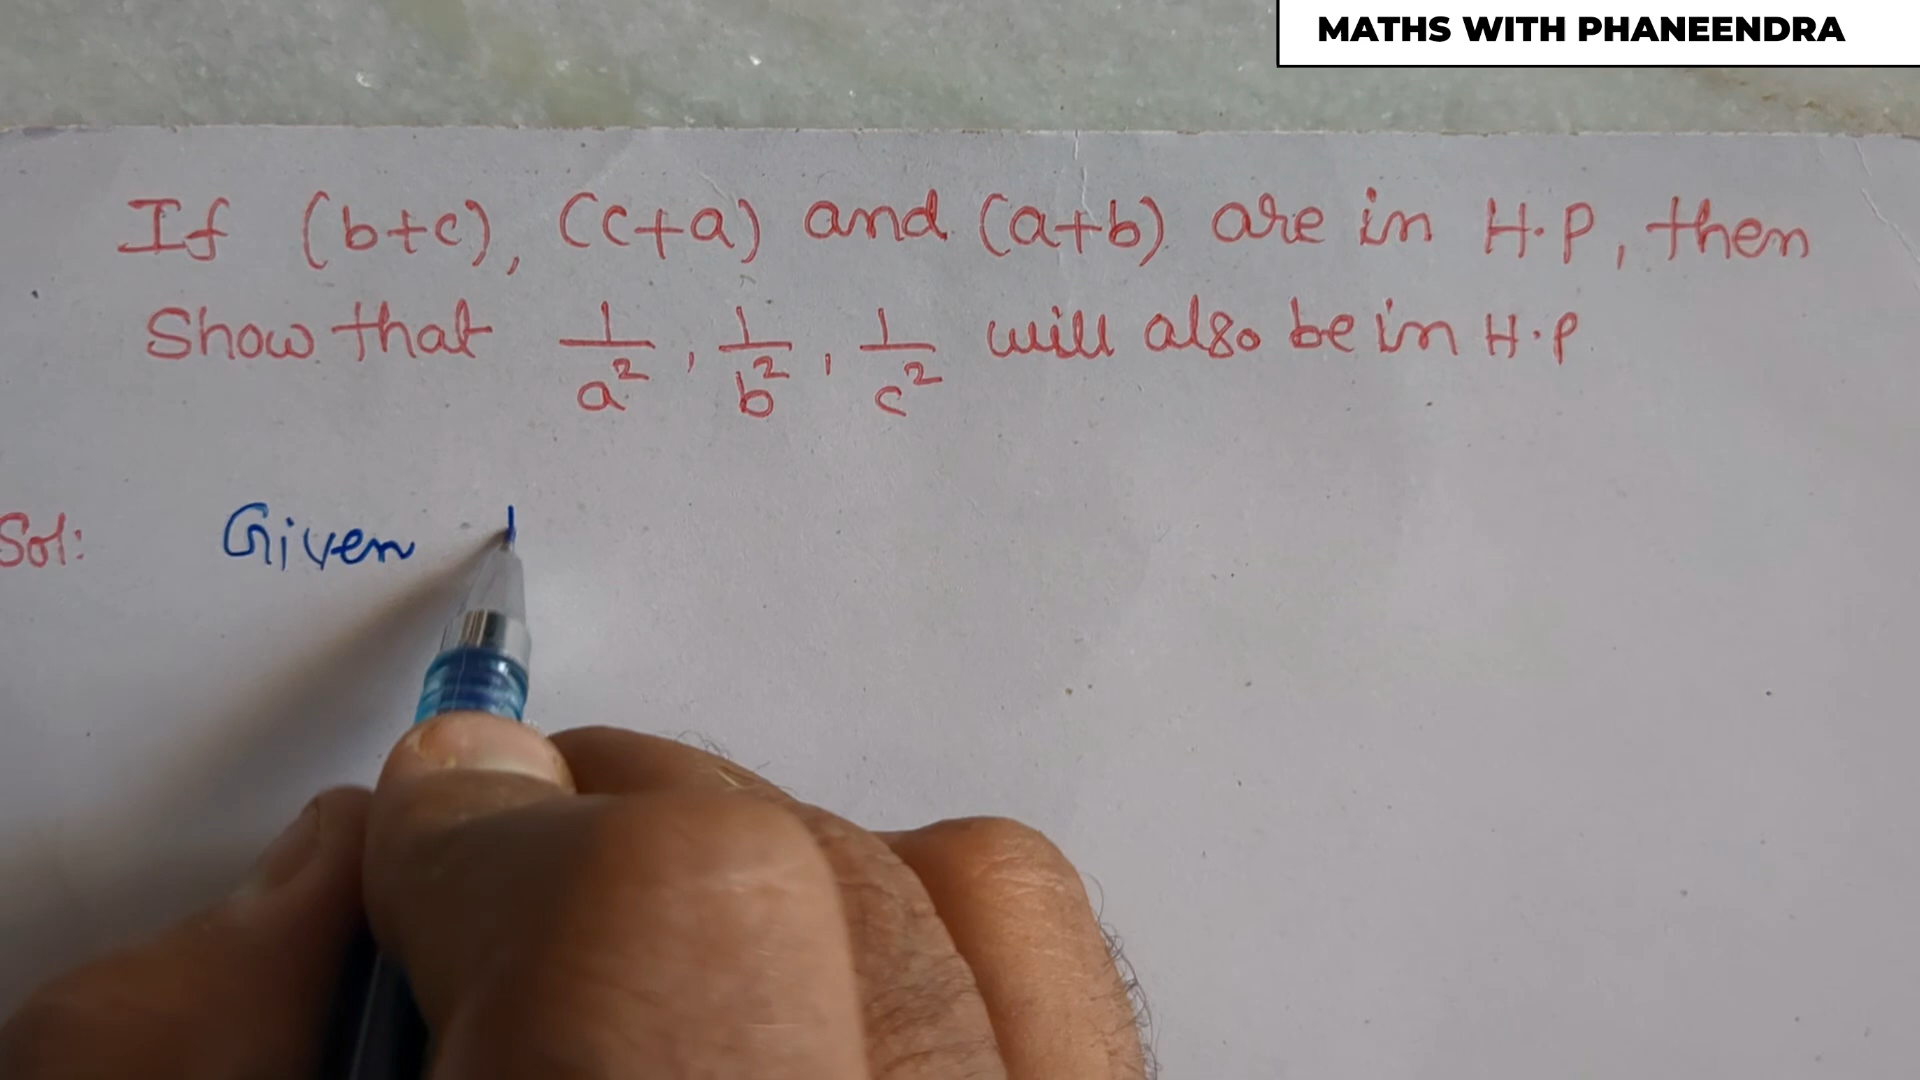 MATHS WITH PHANEENDRA
If (b+c), (c+a) and (a+b) are in H.P, then
Show that 1/a², 1/b², 1/c² will also be in H.P
Sol: Given